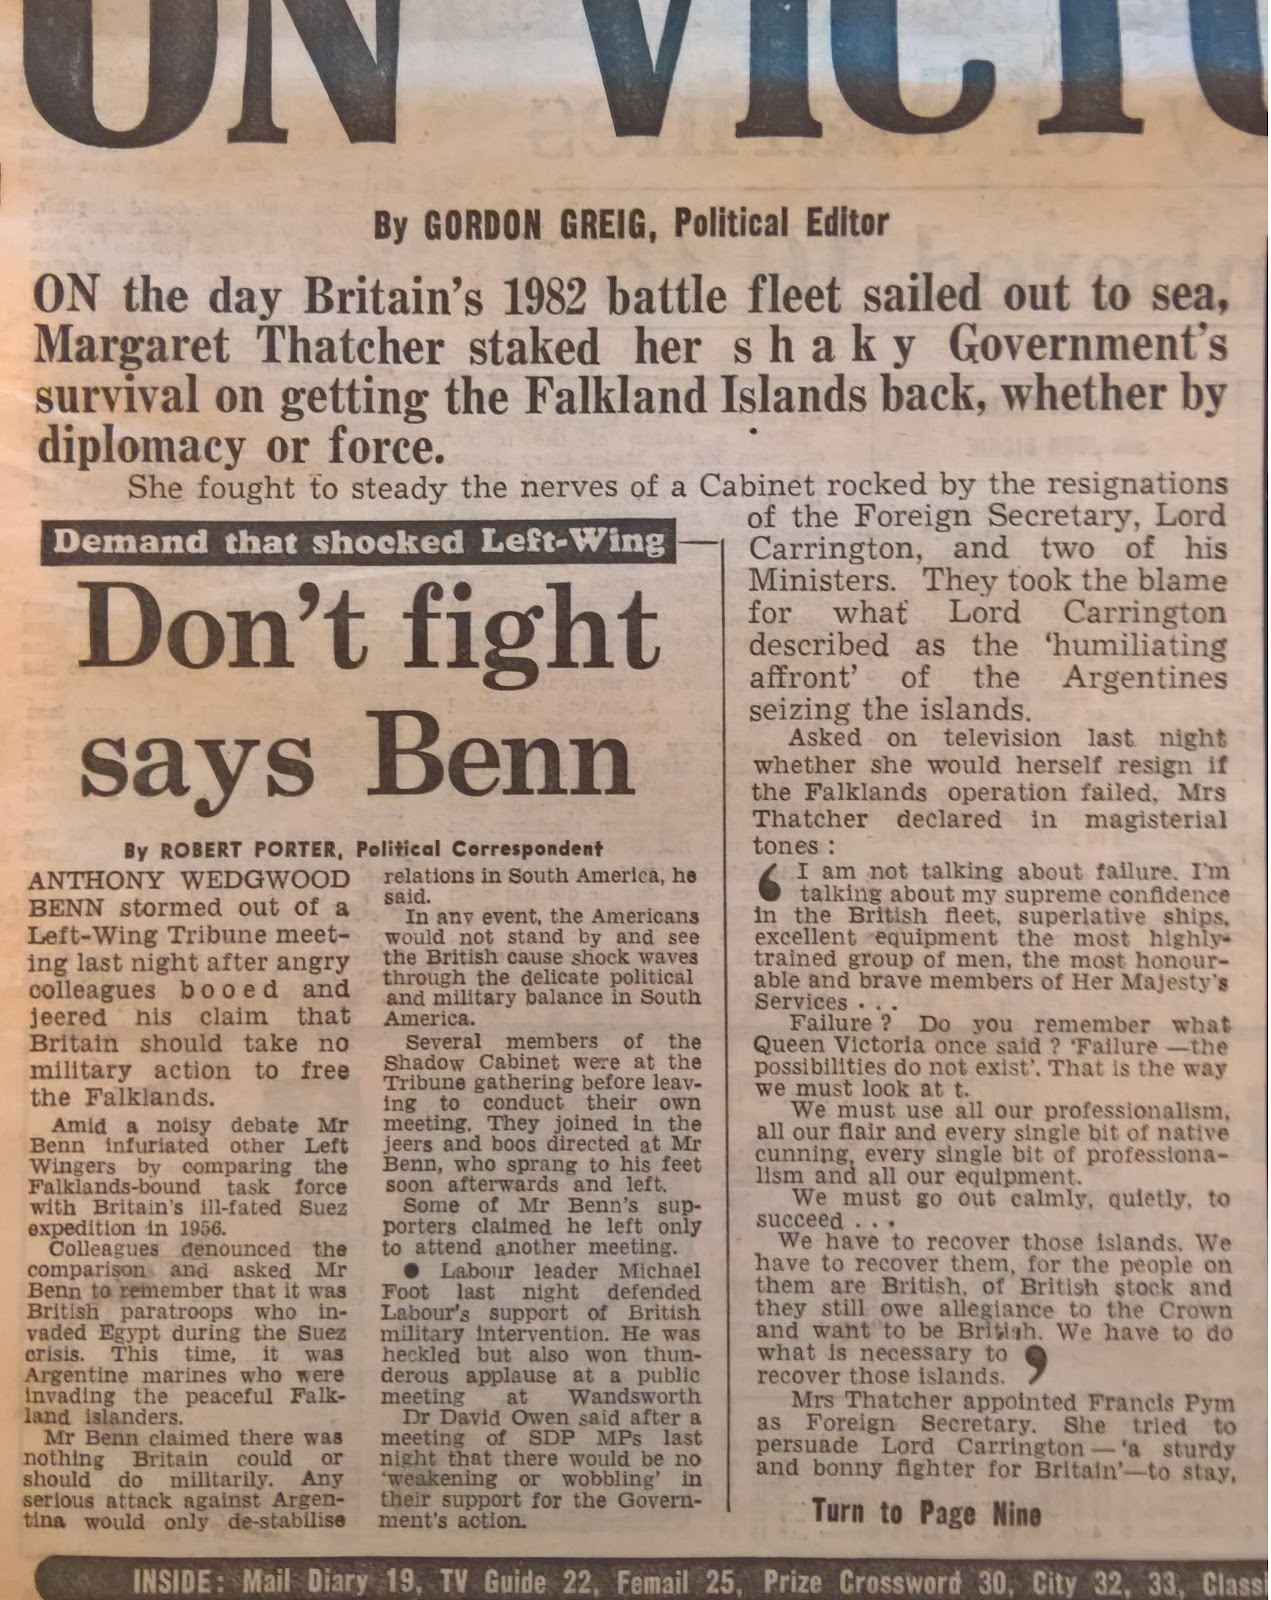 ON VICTO
By GORDON GREIG, Political Editor
ON the day Britain's 1982 battle fleet sailed out to sea,
Margaret Thatcher staked her shaky Government's
survival on getting the Falkland Islands back, whether by
diplomacy or force.
She fought to steady the nerves of a Cabinet rocked by the resignations
of the Foreign Secretary, Lord
Carrington, and two of his
Ministers. They took the blame
for what Lord Carrington
described as the 'humiliating
affront' of the Argentines
seizing the islands.
Asked on television last night
whether she would herself resign if
the Falklands operation failed, Mrs
Thatcher declared in magisterial
tones :
‘ I am not talking about failure. I'm
talking about my supreme confidence
in the British fleet, superlative ships,
excellent equipment the most highly-
trained group of men, the most honour-
able and brave members of Her Majesty's
Services . . .
Failure ? Do you remember what
Queen Victoria once said ? 'Failure —the
possibilities do not exist'. That is the way
we must look at t.
We must use all our professionalism,
all our flair and every single bit of native
cunning, every single bit of professiona-
lism and all our equipment.
We must go out calmly, quietly, to
succeed . . .
We have to recover those islands. We
have to recover them, for the people on
them are British, of British stock and
they still owe allegiance to the Crown
and want to be British. We have to do
what is necessary to
recover those islands. ’
Mrs Thatcher appointed Francis Pym
as Foreign Secretary. She tried to
persuade Lord Carrington — 'a sturdy
and bonny fighter for Britain'—to stay,
Turn to Page Nine
Demand that shocked Left-Wing
Don't fight
says Benn
By ROBERT PORTER, Political Correspondent
ANTHONY WEDGWOOD
BENN stormed out of a
Left-Wing Tribune meet-
ing last night after angry
colleagues booed and
jeered his claim that
Britain should take no
military action to free
the Falklands.
Amid a noisy debate Mr
Benn infuriated other Left
Wingers by comparing the
Falklands-bound task force
with Britain's ill-fated Suez
expedition in 1956.
Colleagues denounced the
comparison and asked Mr
Benn to remember that it was
British paratroops who in-
vaded Egypt during the Suez
crisis. This time, it was
Argentine marines who were
invading the peaceful Falk-
land islanders.
Mr Benn claimed there was
nothing Britain could or
should do militarily. Any
serious attack against Argen-
tina would only de-stabilise
relations in South America, he
said.
In any event, the Americans
would not stand by and see
the British cause shock waves
through the delicate political
and military balance in South
America.
Several members of the
Shadow Cabinet were at the
Tribune gathering before leav-
ing to conduct their own
meeting. They joined in the
jeers and boos directed at Mr
Benn, who sprang to his feet
soon afterwards and left.
Some of Mr Benn's sup-
porters claimed he left only
to attend another meeting.
● Labour leader Michael
Foot last night defended
Labour's support of British
military intervention. He was
heckled but also won thun-
derous applause at a public
meeting at Wandsworth
Dr David Owen said after a
meeting of SDP MPs last
night that there would be no
'weakening or wobbling' in
their support for the Govern-
ment's action.
INSIDE: Mail Diary 19, TV Guide 22, Femail 25, Prize Crossword 30, City 32, 33, Classi